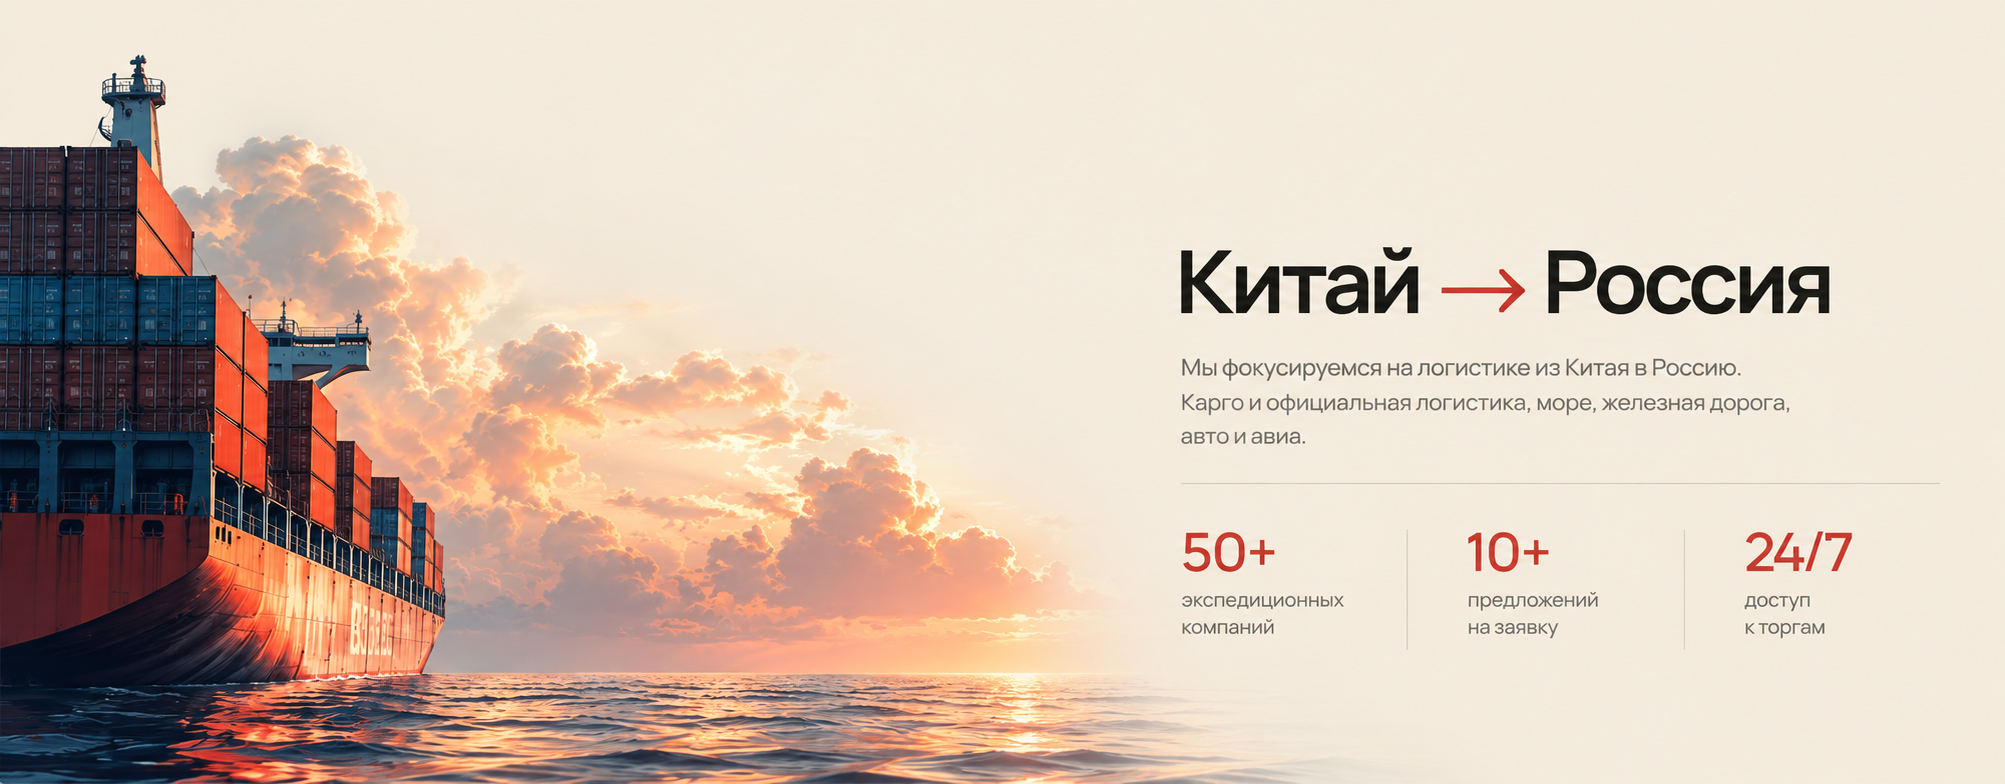 Китай → Россия
Мы фокусируемся на логистике из Китая в Россию.
Карго и официальная логистика, море, железная дорога,
авто и авиа.
50+
экспедиционных
компаний
10+
предложений
на заявку
24/7
доступ
к торгам